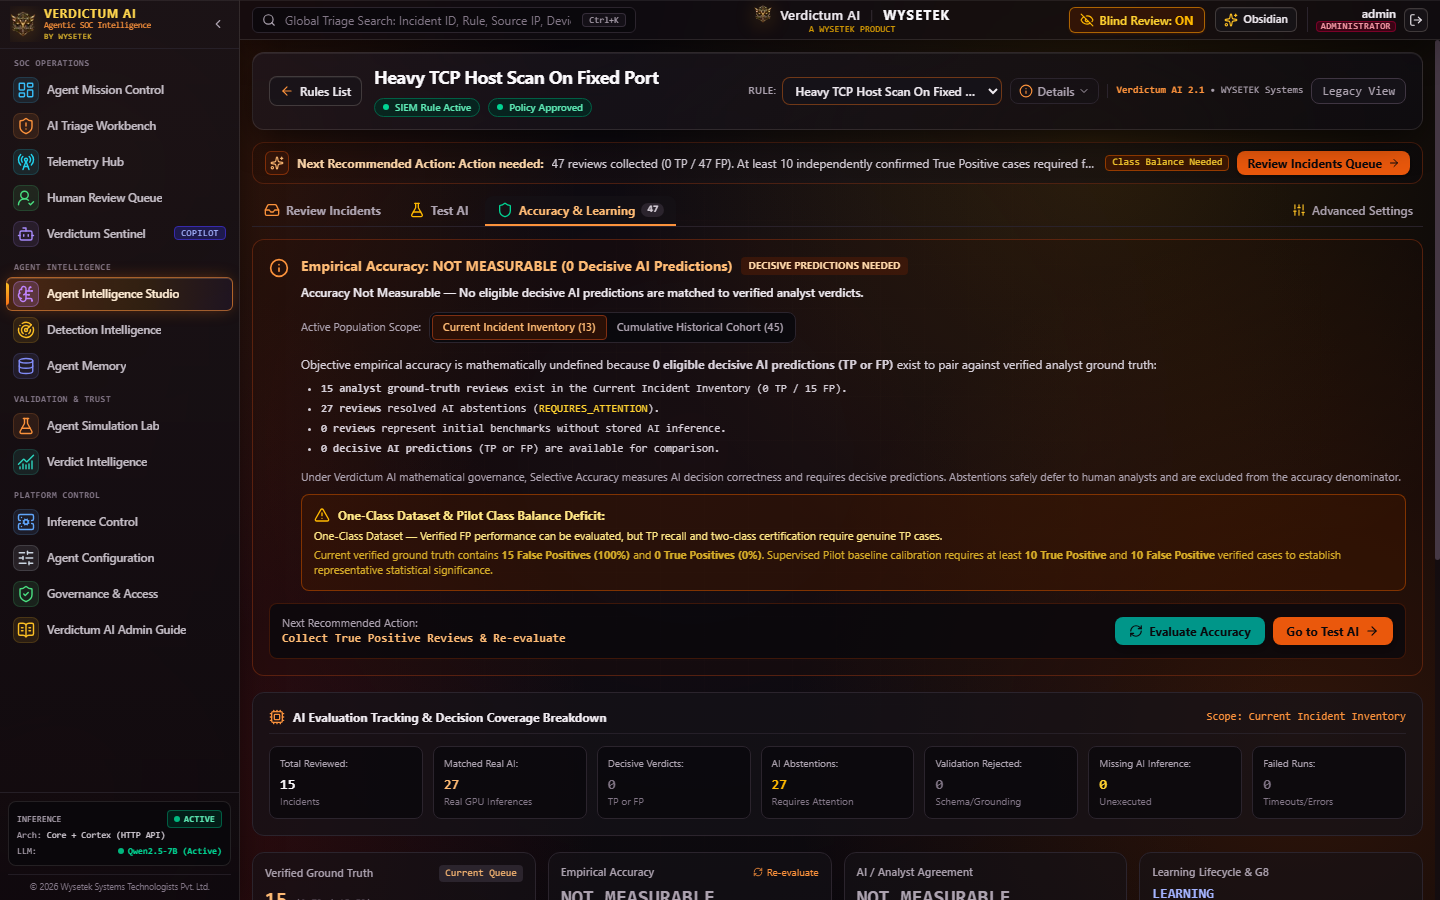 VERDICTUM AI
Agentic SOC Intelligence
BY WYSETEK
SOC OPERATIONS
Agent Mission Control
AI Triage Workbench
Telemetry Hub
Human Review Queue
Verdictum Sentinel COPILOT
AGENT INTELLIGENCE
Agent Intelligence Studio
Detection Intelligence
Agent Memory
VALIDATION & TRUST
Agent Simulation Lab
Verdict Intelligence
PLATFORM CONTROL
Inference Control
Agent Configuration
Governance & Access
Verdictum AI Admin Guide
INFERENCE ACTIVE
Arch: Core + Cortex (HTTP API)
LLM: Qwen2.5-7B (Active)
© 2026 Wysetek Systems Technologists Pvt. Ltd.
Global Triage Search: Incident ID, Rule, Source IP, Devi Ctrl+K
Verdictum AI WYSETEK
A WYSETEK PRODUCT
Blind Review: ON
Obsidian
admin
ADMINISTRATOR
Rules List
Heavy TCP Host Scan On Fixed Port
SIEM Rule Active Policy Approved
RULE: Heavy TCP Host Scan On Fixed ... Details Verdictum AI 2.1 • WYSETEK Systems Legacy View
Next Recommended Action: Action needed: 47 reviews collected (0 TP / 47 FP). At least 10 independently confirmed True Positive cases required f... Class Balance Needed Review Incidents Queue →
Review Incidents Test AI Accuracy & Learning 47 Advanced Settings
Empirical Accuracy: NOT MEASURABLE (0 Decisive AI Predictions) DECISIVE PREDICTIONS NEEDED
Accuracy Not Measurable — No eligible decisive AI predictions are matched to verified analyst verdicts.
Active Population Scope: Current Incident Inventory (13) Cumulative Historical Cohort (45)
Objective empirical accuracy is mathematically undefined because 0 eligible decisive AI predictions (TP or FP) exist to pair against verified analyst ground truth:
• 15 analyst ground-truth reviews exist in the Current Incident Inventory (0 TP / 15 FP).
• 27 reviews resolved AI abstentions (REQUIRES_ATTENTION).
• 0 reviews represent initial benchmarks without stored AI inference.
• 0 decisive AI predictions (TP or FP) are available for comparison.
Under Verdictum AI mathematical governance, Selective Accuracy measures AI decision correctness and requires decisive predictions. Abstentions safely defer to human analysts and are excluded from the accuracy denominator.
One-Class Dataset & Pilot Class Balance Deficit:
One-Class Dataset — Verified FP performance can be evaluated, but TP recall and two-class certification require genuine TP cases.
Current verified ground truth contains 15 False Positives (100%) and 0 True Positives (0%). Supervised Pilot baseline calibration requires at least 10 True Positive and 10 False Positive verified cases to establish
representative statistical significance.
Next Recommended Action:
Collect True Positive Reviews & Re-evaluate
Evaluate Accuracy
Go to Test AI →
AI Evaluation Tracking & Decision Coverage Breakdown Scope: Current Incident Inventory
Total Reviewed:
15
Incidents
Matched Real AI:
27
Real GPU Inferences
Decisive Verdicts:
0
TP or FP
AI Abstentions:
27
Requires Attention
Validation Rejected:
0
Schema/Grounding
Missing AI Inference:
0
Unexecuted
Failed Runs:
0
Timeouts/Errors
Verified Ground Truth Current Queue
15
Empirical Accuracy Re-evaluate
NOT MEASURABLE
AI / Analyst Agreement
NOT MEASURABLE
Learning Lifecycle & G8
LEARNING